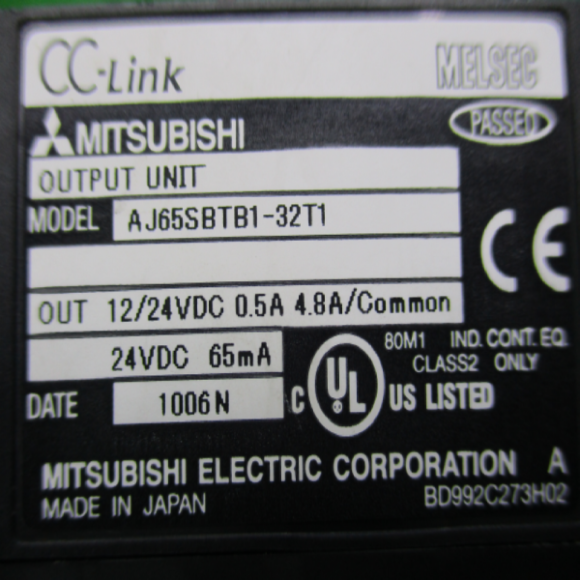 CC-Link MELSEC
MITSUBISHI PASSED
OUTPUT UNIT
MODEL AJ65SBTB1-32T1
CE
OUT 12/24VDC 0.5A 4.8A/Common
24VDC 65mA
80M1 IND. CONT. EQ.
CLASS2 ONLY
DATE 1006N
C UL US LISTED
MITSUBISHI ELECTRIC CORPORATION A
MADE IN JAPAN BD992C273H02